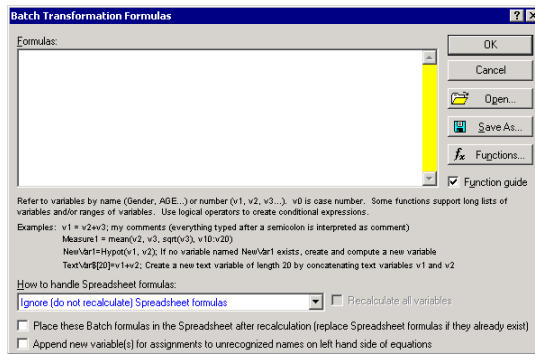 Batch Transformation Formulas
Formulas:
OK
Cancel
Open...
Save As...
fx Functions...
Function guide
Refer to variables by name (Gender, AGE...) or number (v1, v2, v3...). v0 is case number. Some functions support long lists of
variables and/or ranges of variables. Use logical operators to create conditional expressions.
Examples: v1 = v2+v3; my comments (everything typed after a semicolon is interpreted as comment)
Measure1 = mean(v2, v3, sqrt(v3), v10:v20)
NewVar1=Hypot(v1, v2); If no variable named NewVar1 exists, create and compute a new variable
TextVar$[20]=v1+v2; Create a new text variable of length 20 by concatenating text variables v1 and v2
How to handle Spreadsheet formulas:
Ignore (do not recalculate) Spreadsheet formulas
Recalculate all variables
Place these Batch formulas in the Spreadsheet after recalculation (replace Spreadsheet formulas if they already exist)
Append new variable(s) for assignments to unrecognized names on left hand side of equations